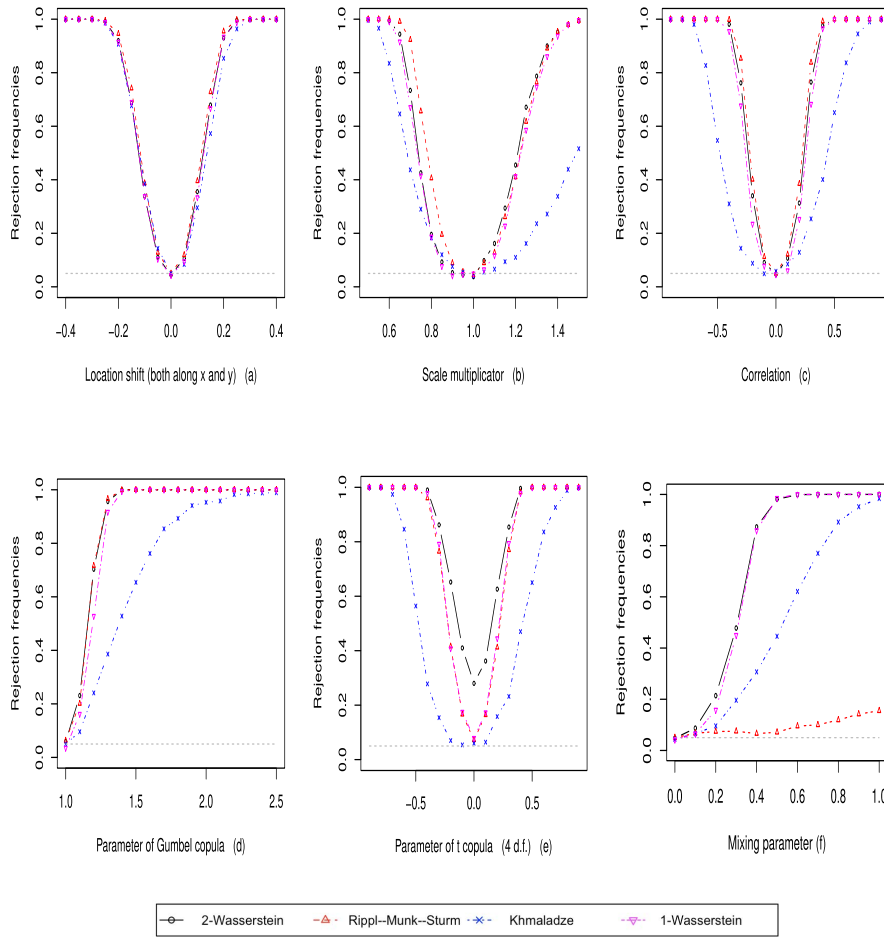 Rejection frequencies
0.0 0.2 0.4 0.6 0.8 1.0
−0.4 −0.2 0.0 0.2 0.4
Location shift (both along x and y) (a)
Rejection frequencies
0.0 0.2 0.4 0.6 0.8 1.0
0.6 0.8 1.0 1.2 1.4
Scale multiplicator (b)
Rejection frequencies
0.0 0.2 0.4 0.6 0.8 1.0
−0.5 0.0 0.5
Correlation (c)
Rejection frequencies
0.0 0.2 0.4 0.6 0.8 1.0
1.0 1.5 2.0 2.5
Parameter of Gumbel copula (d)
Rejection frequencies
0.0 0.2 0.4 0.6 0.8 1.0
−0.5 0.0 0.5
Parameter of t copula (4 d.f.) (e)
Rejection frequencies
0.0 0.2 0.4 0.6 0.8 1.0
0.0 0.2 0.4 0.6 0.8 1.0
Mixing parameter (f)
2-Wasserstein Rippl--Munk--Sturm Khmaladze 1-Wasserstein